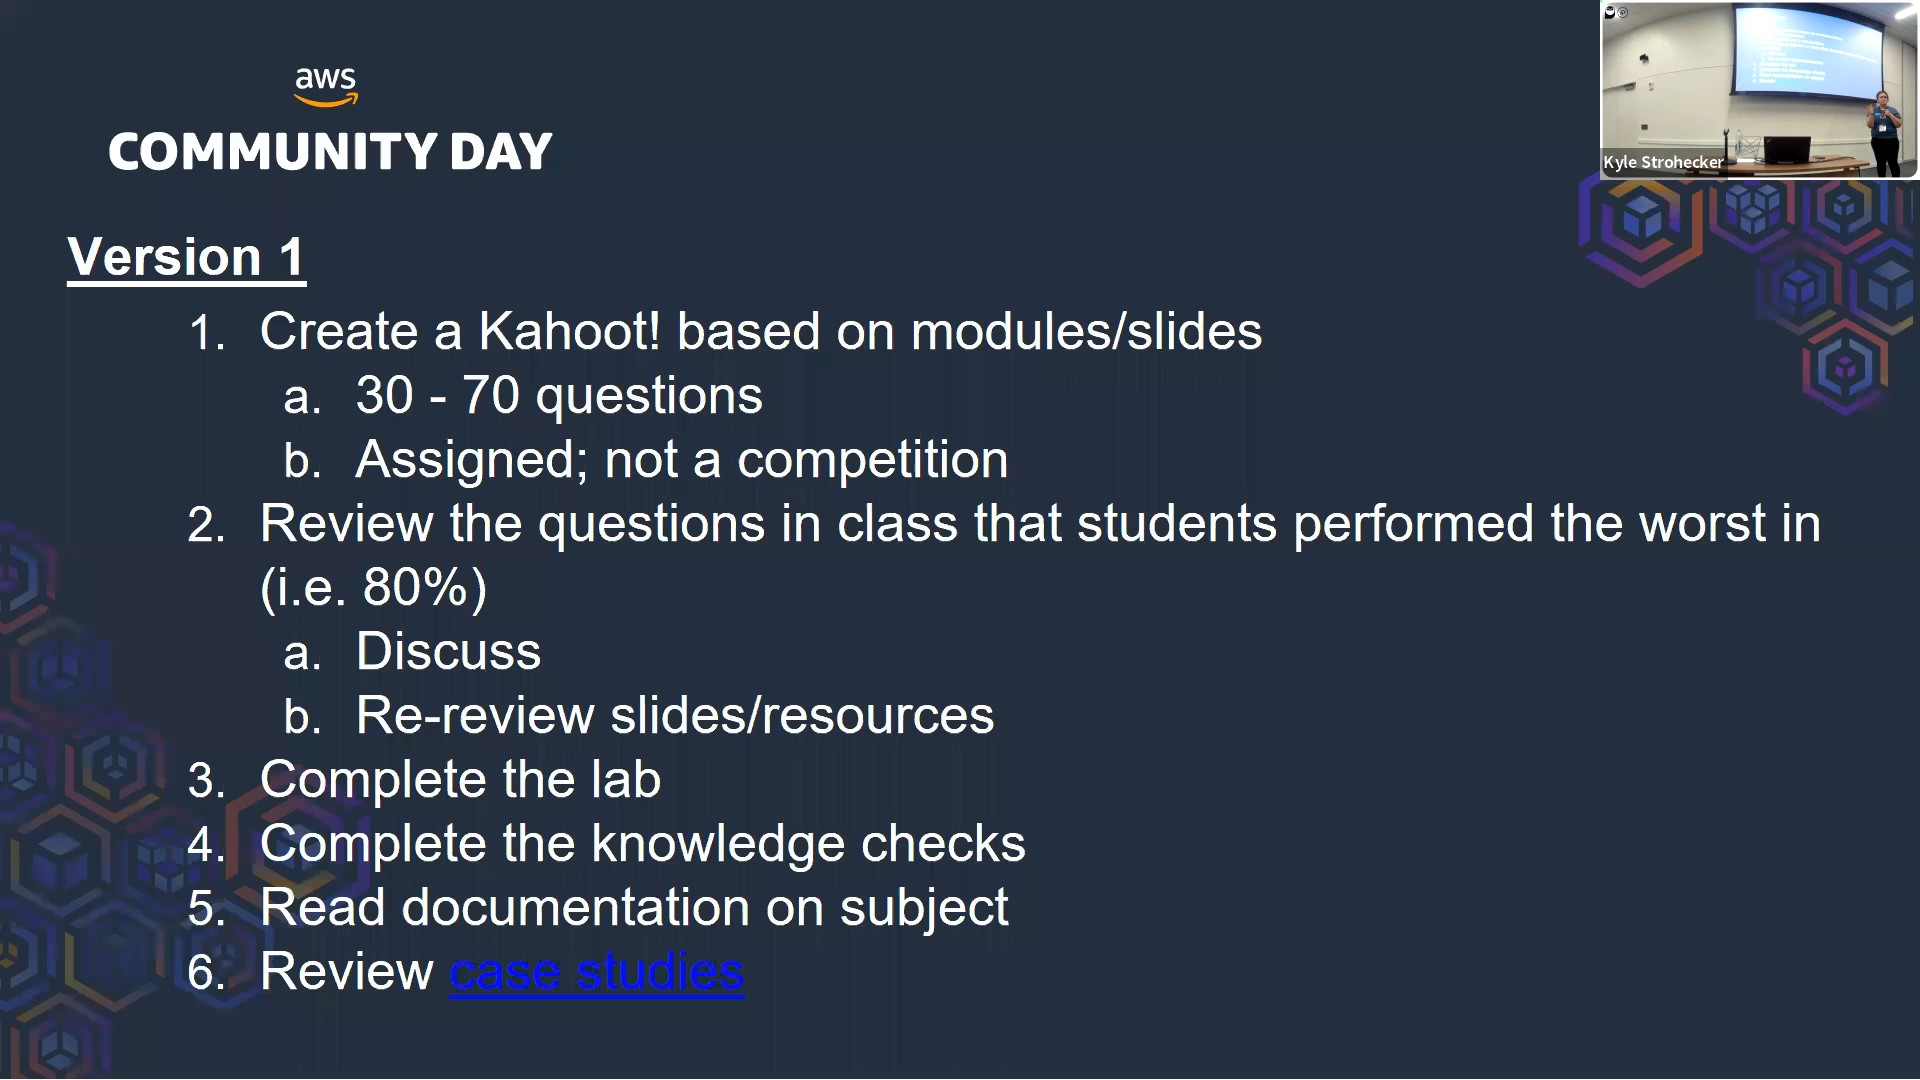 aws
COMMUNITY DAY
Kyle Strohecker
Version 1
1. Create a Kahoot! based on modules/slides
a. 30 - 70 questions
b. Assigned; not a competition
2. Review the questions in class that students performed the worst in
(i.e. 80%)
a. Discuss
b. Re-review slides/resources
3. Complete the lab
4. Complete the knowledge checks
5. Read documentation on subject
6. Review case studies